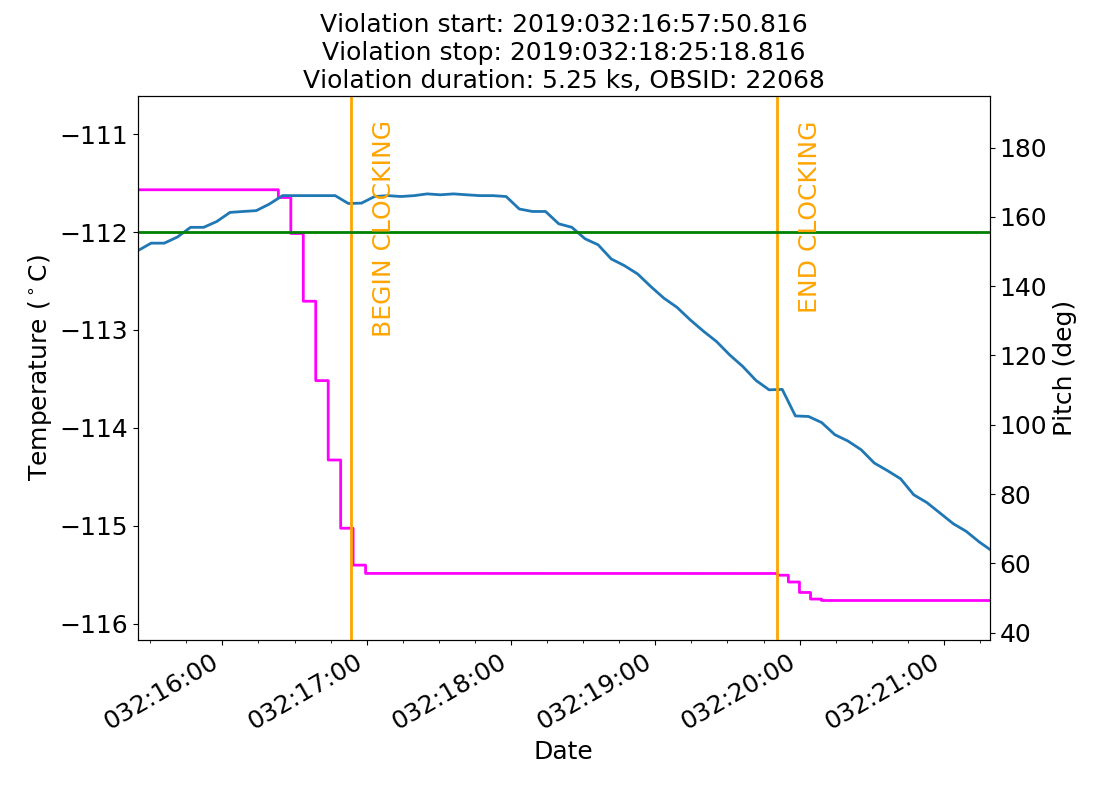 Violation start: 2019:032:16:57:50.816
Violation stop: 2019:032:18:25:18.816
Violation duration: 5.25 ks, OBSID: 22068
−111
−112
−113
−114
−115
−116
Temperature (°C)
BEGIN CLOCKING
END CLOCKING
180
160
140
120
100
80
60
40
Pitch (deg)
032:16:00
032:17:00
032:18:00
032:19:00
032:20:00
032:21:00
Date